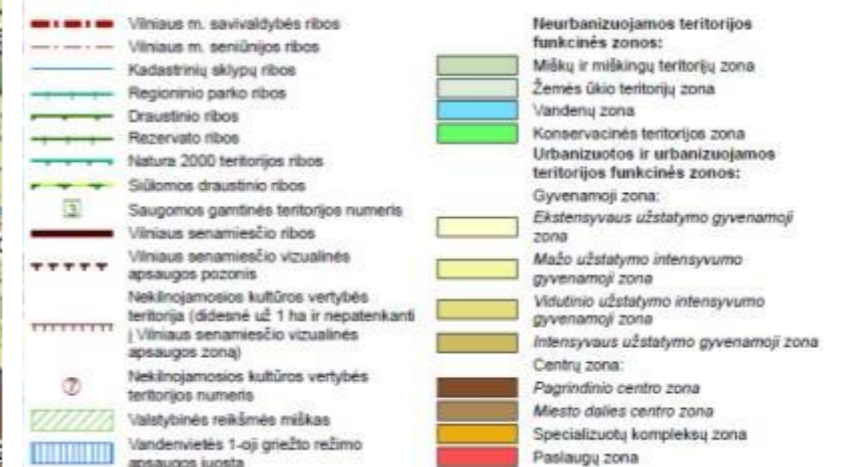 Vilniaus m. savivaldybės ribos
Vilniaus m. seniūnijos ribos
Kadastrinių sklypų ribos
Regioninio parko ribos
Draustinio ribos
Rezervato ribos
Natura 2000 teritorijos ribos
Siūlomos draustinio ribos
3
Saugomos gamtinės teritorijos numeris
Vilniaus senamiesčio ribos
Vilniaus senamiesčio vizualinės
apsaugos pozonis
Nekilnojamosios kultūros vertybės
teritorija (didesnė už 1 ha ir nepatenkanti
į Vilniaus senamiesčio vizualinės
apsaugos zoną)
7
Nekilnojamosios kultūros vertybės
teritorijos numeris
Valstybinės reikšmės miškas
Vandenvietės 1-oji griežto režimo
apsaugos juosta
Neurbanizuojamos teritorijos
funkcinės zonos:
Miškų ir miškingų teritorijų zona
Žemės ūkio teritorijų zona
Vandenų zona
Konservacinės teritorijos zona
Urbanizuotos ir urbanizuojamos
teritorijos funkcinės zonos:
Gyvenamoji zona:
Ekstensyvaus užstatymo gyvenamoji
zona
Mažo užstatymo intensyvumo
gyvenamoji zona
Vidutinio užstatymo intensyvumo
gyvenamoji zona
Intensyvaus užstatymo gyvenamoji zona
Centrų zona:
Pagrindinio centro zona
Miesto dalies centro zona
Specializuotų kompleksų zona
Paslaugų zona